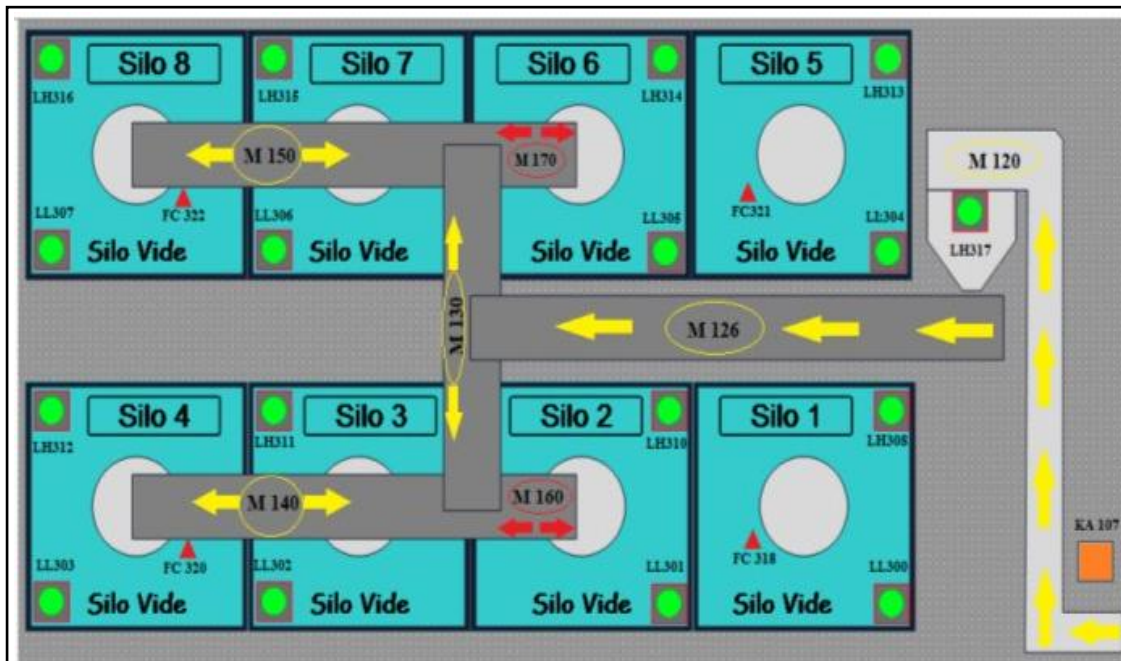 Silo 8
Silo 7
Silo 6
Silo 5
LH316
LH315
LH314
LH313
M 150
M 170
M 120
LL307
FC 322
LL306
LL305
FC321
LL304
LH317
Silo Vide
Silo Vide
Silo Vide
Silo Vide
M 130
M 126
Silo 4
Silo 3
Silo 2
Silo 1
LH312
LH311
LH310
LH308
M 140
M 160
KA 107
LL303
FC 320
LL302
LL301
FC 318
LL300
Silo Vide
Silo Vide
Silo Vide
Silo Vide